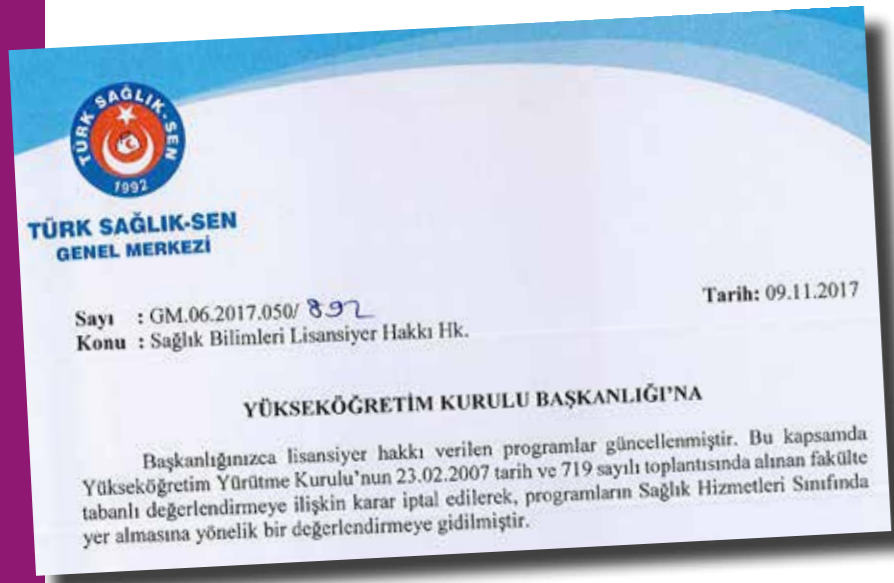 TÜRK SAĞLIK-SEN
1992
TÜRK SAĞLIK-SEN
GENEL MERKEZİ
Sayı : GM.06.2017.050/ 892
Tarih: 09.11.2017
Konu : Sağlık Bilimleri Lisansiyer Hakkı Hk.
YÜKSEKÖĞRETİM KURULU BAŞKANLIĞI'NA
Başkanlığınızca lisansiyer hakkı verilen programlar güncellenmiştir. Bu kapsamda
Yükseköğretim Yürütme Kurulu'nun 23.02.2007 tarih ve 719 sayılı toplantısında alınan fakülte
tabanlı değerlendirmeye ilişkin karar iptal edilerek, programların Sağlık Hizmetleri Sınıfında
yer almasına yönelik bir değerlendirmeye gidilmiştir.